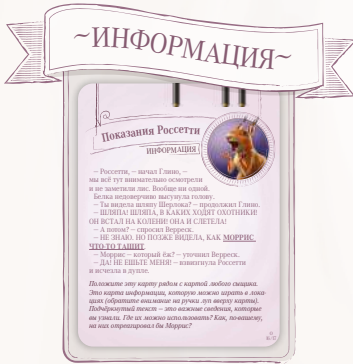 ~ИНФОРМАЦИЯ~
Показания Россетти
ИНФОРМАЦИЯ
– Россетти, – начал Глино, –
мы всё тут внимательно осмотрели
и не заметили лис. Вообще ни одной.
Белка недоверчиво высунула голову.
– Ты видела шляпу Шерлока? – продолжил Глино.
– ШЛЯПА! ШЛЯПА, В КАКИХ ХОДЯТ ОХОТНИКИ!
ОН ВСТАЛ НА КОЛЕНИ! ОНА И СЛЕТЕЛА!
– А потом? – спросил Верреск.
– НЕ ЗНАЮ. НО ПОЗЖЕ ВИДЕЛА, КАК МОРРИС
ЧТО-ТО ТАЩИТ.
– Моррис – который ёж? – уточнил Верреск.
– ДА! НЕ ЕШЬТЕ МЕНЯ! – взвизгнула Россетти
и исчезла в дупле.
Положите эту карту рядом с картой любого сыщика.
Это карта информации, которую можно играть в лока-
циях (обратите внимание на ручки луп вверху карты).
Подчёркнутый текст – это важные сведения, которые
вы узнали. Где их можно использовать? Как, по-вашему,
на них отреагировал бы Моррис?